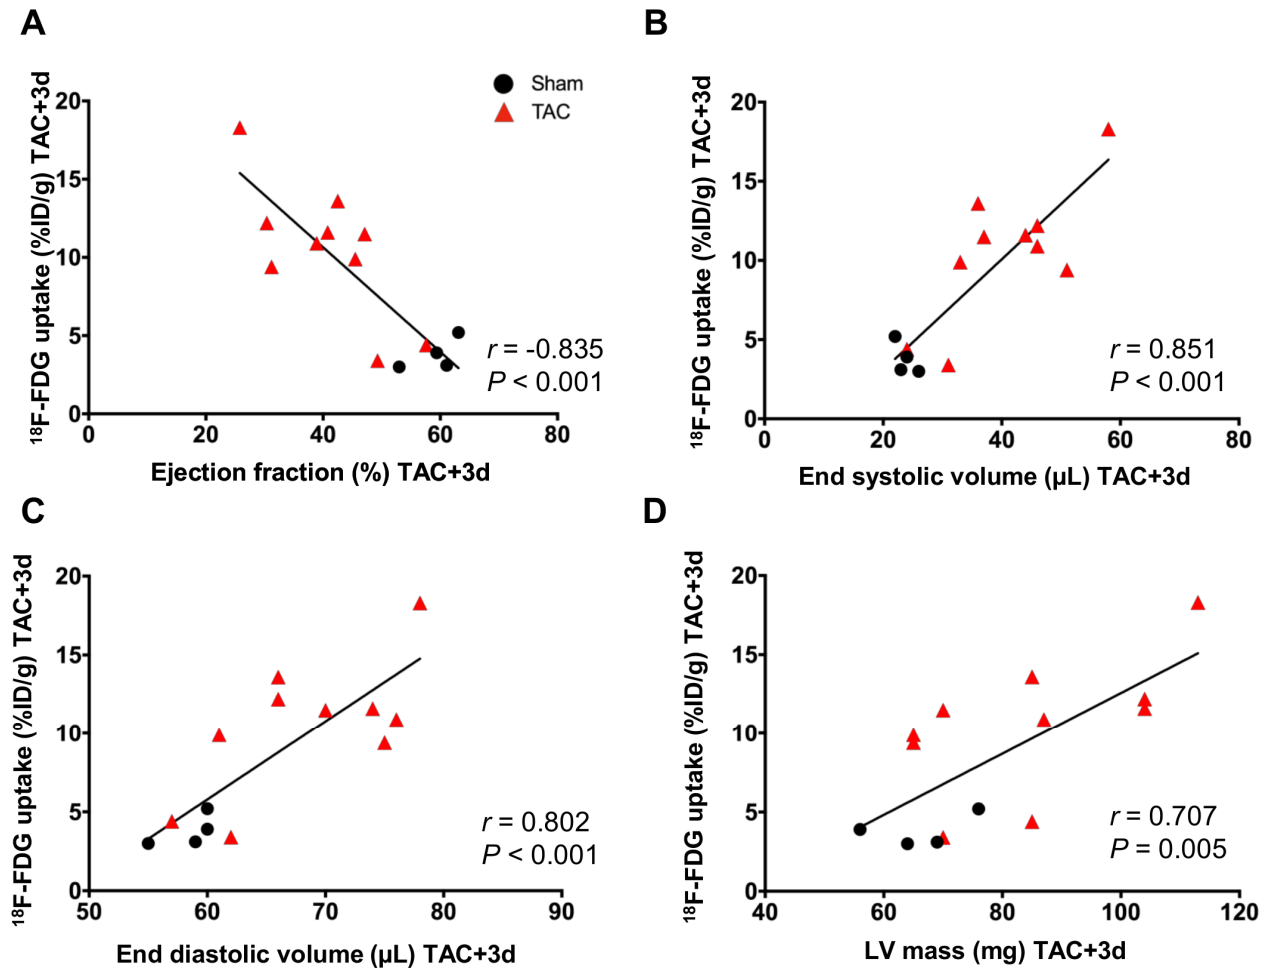 A
¹⁸F-FDG uptake (%ID/g) TAC+3d
20
15
10
5
0
0 20 40 60 80
Ejection fraction (%) TAC+3d
Sham
TAC
r = -0.835
P < 0.001
B
¹⁸F-FDG uptake (%ID/g) TAC+3d
20
15
10
5
0
0 20 40 60 80
End systolic volume (µL) TAC+3d
r = 0.851
P < 0.001
C
¹⁸F-FDG uptake (%ID/g) TAC+3d
20
15
10
5
0
50 60 70 80 90
End diastolic volume (µL) TAC+3d
r = 0.802
P < 0.001
D
¹⁸F-FDG uptake (%ID/g) TAC+3d
20
15
10
5
0
40 60 80 100 120
LV mass (mg) TAC+3d
r = 0.707
P = 0.005